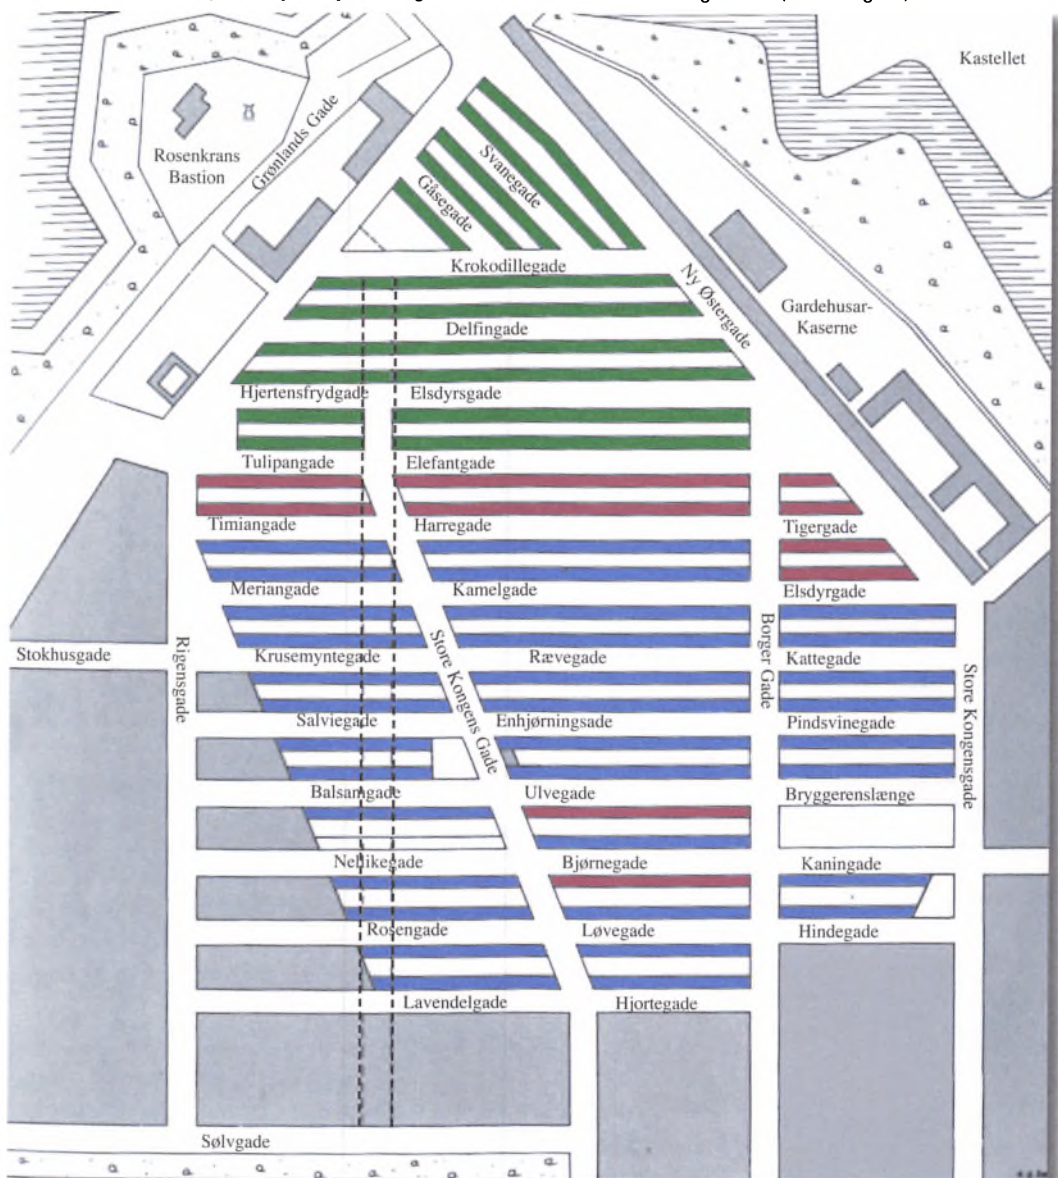 Kastellet
Rosenkrans
Bastion
Grønlands Gade
Svanegade
Gåsegade
Krokodillegade
Ny Østergade
Gardehusar-
Kaserne
Delfingade
Hjertensfrydgade
Elsdyrsgade
Tulipangade
Elefantgade
Timiangade
Harregade
Tigergade
Meriangade
Kamelgade
Elsdyrgade
Stokhusgade
Rigensgade
Krusemyntegade
Store Kongens Gade
Rævegade
Borger Gade
Kattegade
Store Kongensgade
Salviegade
Enhjørningsade
Pindsvinegade
Balsamgade
Ulvegade
Bryggerenslænge
Nellikegade
Bjørnegade
Kaningade
Rosengade
Løvegade
Hindegade
Lavendelgade
Hjortegade
Sølvgade